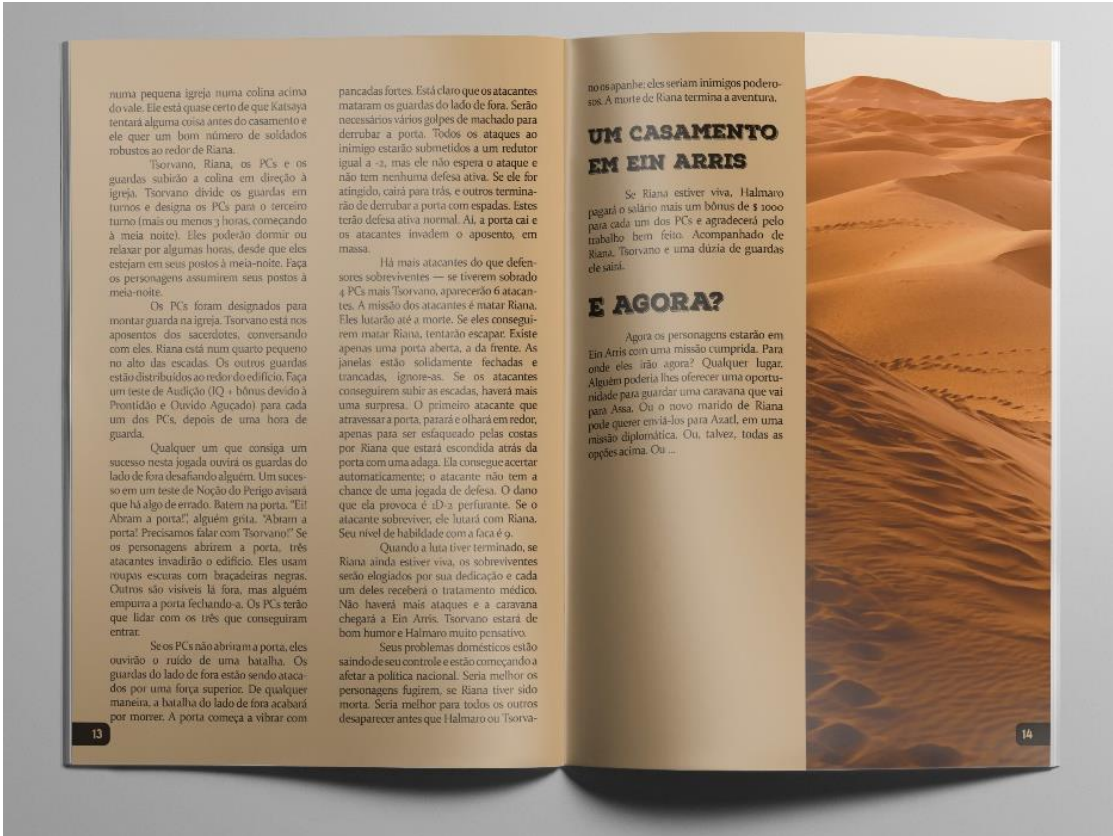 numa pequena igreja numa colina acima
do vale. Ele está quase certo de que Katsaya
tentará alguma coisa antes do casamento e
ele quer um bom número de soldados
robustos ao redor de Riana.
Tsorvano, Riana, os PCs e os
guardas subirão a colina em direção à
igreja. Tsorvano divide os guardas em
turnos e designa os PCs para o terceiro
turno (mais ou menos 3 horas, começando
à meia noite). Eles poderão dormir ou
relaxar por algumas horas, desde que eles
estejam em seus postos à meia-noite. Faça
os personagens assumirem seus postos à
meia-noite.
Os PCs foram designados para
montar guarda na igreja. Tsorvano está nos
aposentos dos sacerdotes, conversando
com eles. Riana está num quarto pequeno
no alto das escadas. Os outros guardas
estão distribuídos ao redor do edifício. Faça
um teste de Audição (IQ + bônus devido à
Prontidão e Ouvido Aguçado) para cada
um dos PCs, depois de uma hora de
guarda.
Qualquer um que consiga um
sucesso nesta jogada ouvirá os guardas do
lado de fora desafiando alguém. Um suces-
so em um teste de Noção do Perigo avisará
que há algo de errado. Batem na porta. "Ei!
Abram a porta!", alguém grita. "Abram a
porta! Precisamos falar com Tsorvano!" Se
os personagens abrirem a porta, três
atacantes invadirão o edifício. Eles usam
roupas escuras com braçadeiras negras.
Outros são visíveis lá fora, mas alguém
empurra a porta fechando-a. Os PCs terão
que lidar com os três que conseguiram
entrar.
Se os PCs não abriram a porta, eles
ouvirão o ruído de uma batalha. Os
guardas do lado de fora estão sendo ataca-
dos por uma força superior. De qualquer
maneira, a batalha do lado de fora acabará
por morrer. A porta começa a vibrar com
13
pancadas fortes. Está claro que os atacantes
mataram os guardas do lado de fora. Serão
necessários vários golpes de machado para
derrubar a porta. Todos os ataques ao
inimigo estarão submetidos a um redutor
igual a -2, mas ele não espera o ataque e
não tem nenhuma defesa ativa. Se ele for
atingido, cairá para trás, e outros termina-
rão de derrubar a porta com espadas. Estes
terão defesa ativa normal. Aí, a porta cai e
os atacantes invadem o aposento, em
massa.
Há mais atacantes do que defen-
sores sobreviventes — se tiverem sobrado
4 PCs mais Tsorvano, aparecerão 6 atacan-
tes. A missão dos atacantes é matar Riana.
Eles lutarão até a morte. Se eles consegui-
rem matar Riana, tentarão escapar. Existe
apenas uma porta aberta, a da frente. As
janelas estão solidamente fechadas e
trancadas, ignore-as. Se os atacantes
conseguirem subir as escadas, haverá mais
uma surpresa. O primeiro atacante que
atravessar a porta, parará e olhará em redor,
apenas para ser esfaqueado pelas costas
por Riana que estará escondida atrás da
porta com uma adaga. Ela consegue acertar
automaticamente; o atacante não tem a
chance de uma jogada de defesa. O dano
que ela provoca é 1D-2 perfurante. Se o
atacante sobreviver, ele lutará com Riana.
Seu nível de habilidade com a faca é 9.
Quando a luta tiver terminado, se
Riana ainda estiver viva, os sobreviventes
serão elogiados por sua dedicação e cada
um deles receberá o tratamento médico.
Não haverá mais ataques e a caravana
chegará a Ein Arris. Tsorvano estará de
bom humor e Halmaro muito pensativo.
Seus problemas domésticos estão
saindo de seu controle e estão começando a
afetar a política nacional. Seria melhor os
personagens fugirem, se Riana tiver sido
morta. Seria melhor para todos os outros
desaparecer antes que Halmaro ou Tsorva-
no os apanhe; eles seriam inimigos podero-
sos. A morte de Riana termina a aventura.
UM CASAMENTO
EM EIN ARRIS
Se Riana estiver viva, Halmaro
pagará o salário mais um bônus de $ 1000
para cada um dos PCs e agradecerá pelo
trabalho bem feito. Acompanhado de
Riana, Tsorvano e uma dúzia de guardas
ele sairá.
E AGORA?
Agora os personagens estarão em
Ein Arris com uma missão cumprida. Para
onde eles irão agora? Qualquer lugar.
Alguém poderia lhes oferecer uma oportu-
nidade para guardar uma caravana que vai
para Assa. Ou o novo marido de Riana
pode querer enviá-los para Azatl, em uma
missão diplomática. Ou, talvez, todas as
opções acima. Ou ...
14